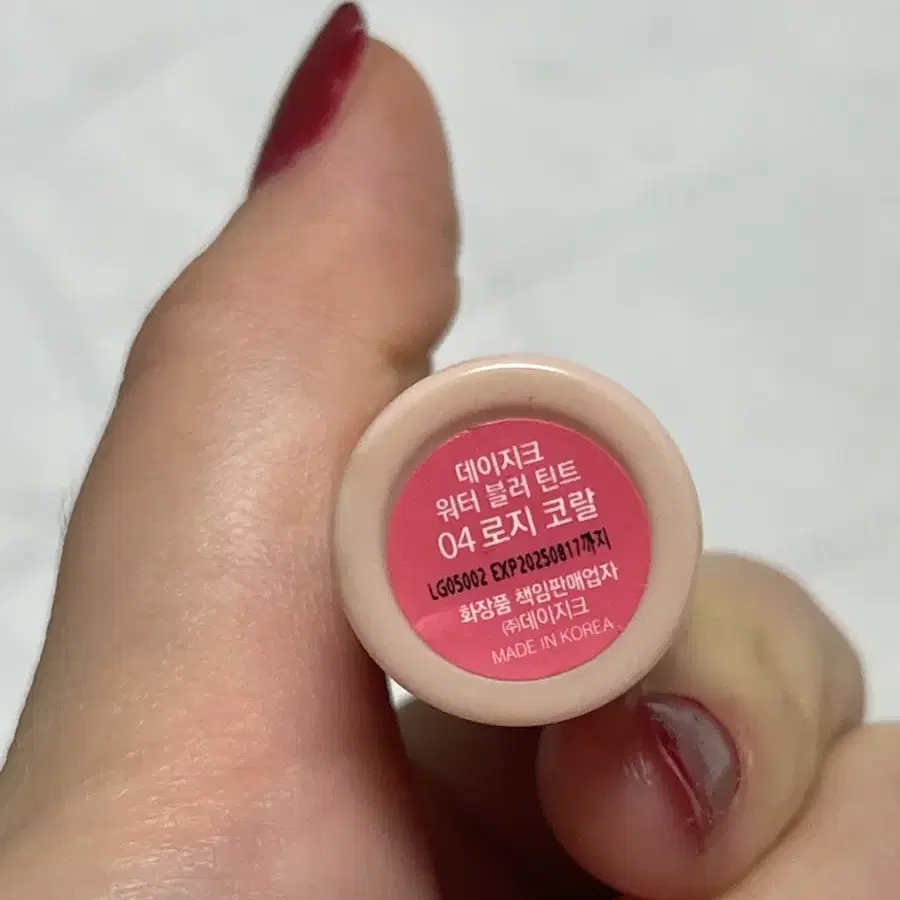 데이지크
워터 블러 틴트
04 로지 코랄
LG05002 EXP20250817까지
화장품 책임판매업자
㈜데이지크
MADE IN KOREA